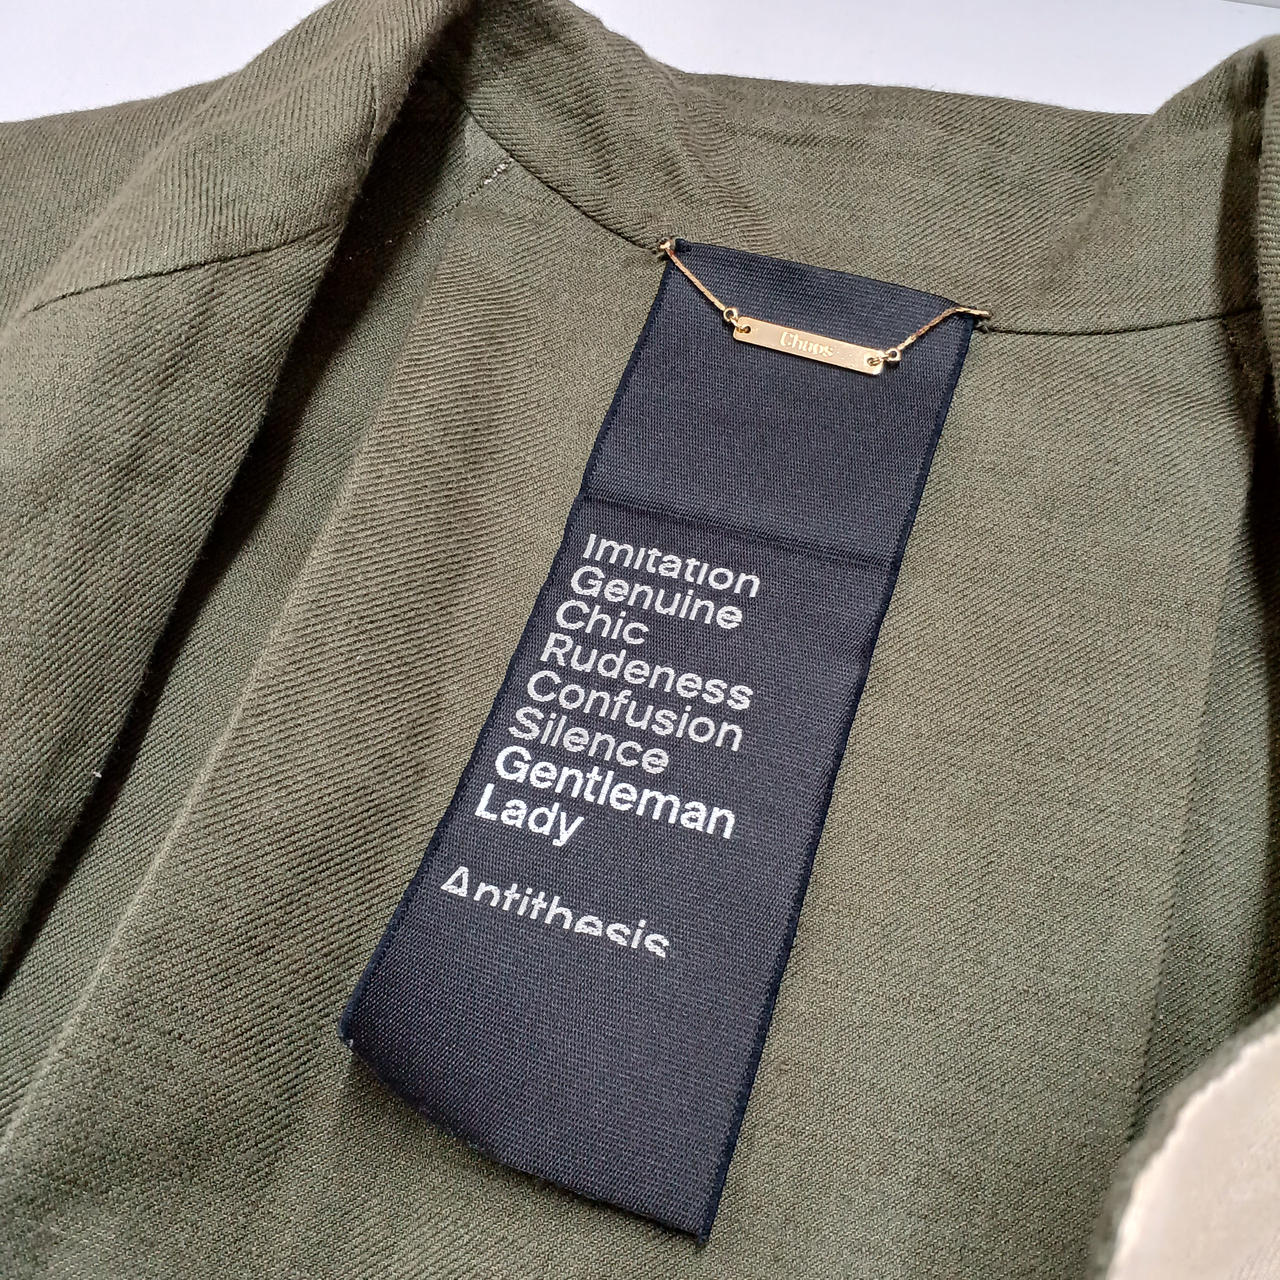 Chaos
Imitation
Genuine
Chic
Rudeness
Confusion
Silence
Gentleman
Lady
Antithesis